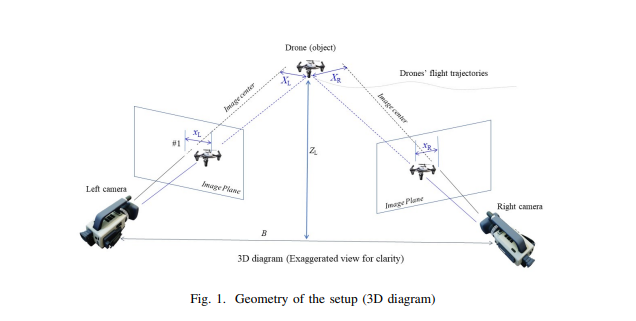 Drone (object)
Drones' flight trajectories
X_L
X_R
Image center
Image center
#1
x_L
x_R
Z_L
Image Plane
Image Plane
Left camera
Right camera
B
3D diagram (Exaggerated view for clarity)
Fig. 1. Geometry of the setup (3D diagram)